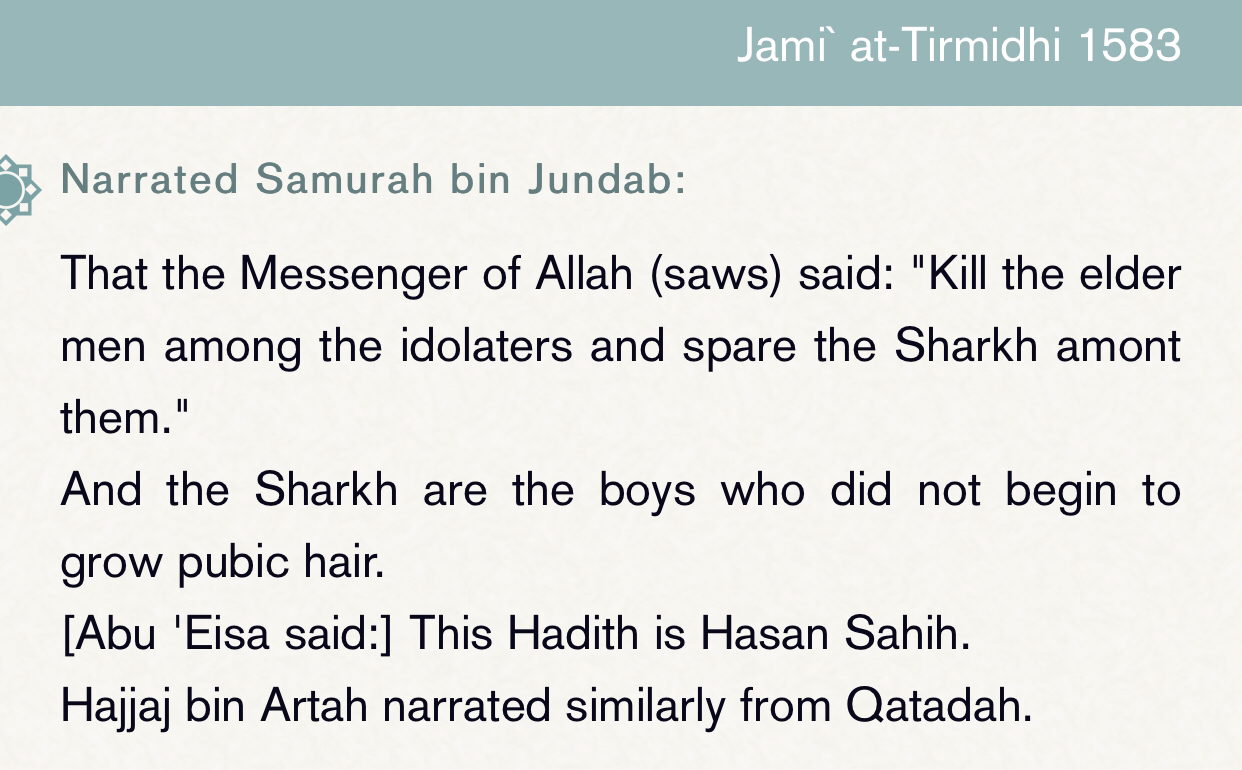 Jami` at-Tirmidhi 1583
Narrated Samurah bin Jundab:
That the Messenger of Allah (saws) said: "Kill the elder
men among the idolaters and spare the Sharkh amont
them."
And the Sharkh are the boys who did not begin to
grow pubic hair.
[Abu 'Eisa said:] This Hadith is Hasan Sahih.
Hajjaj bin Artah narrated similarly from Qatadah.